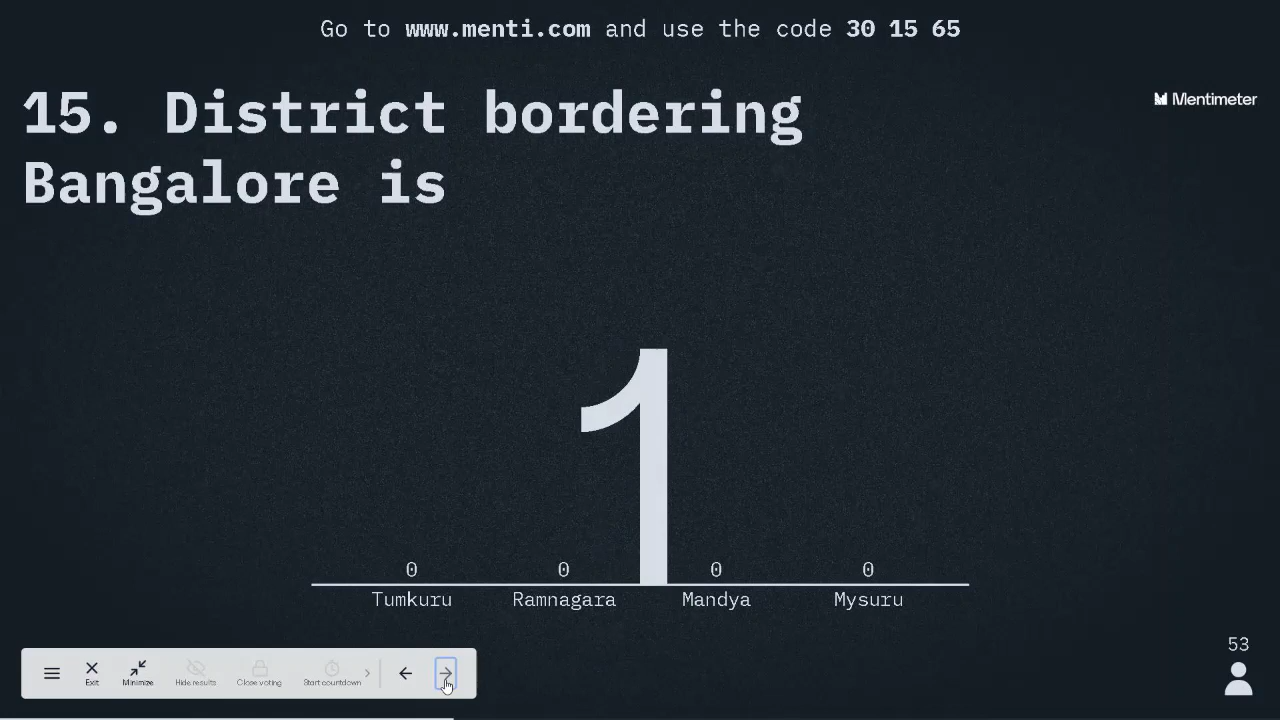 Go to www.menti.com and use the code 30 15 65
15. District bordering
Bangalore is
Mentimeter
1
0 0 0 0
Tumkuru Ramnagara Mandya Mysuru
53
Exit Minimize Hide results Close voting Start countdown